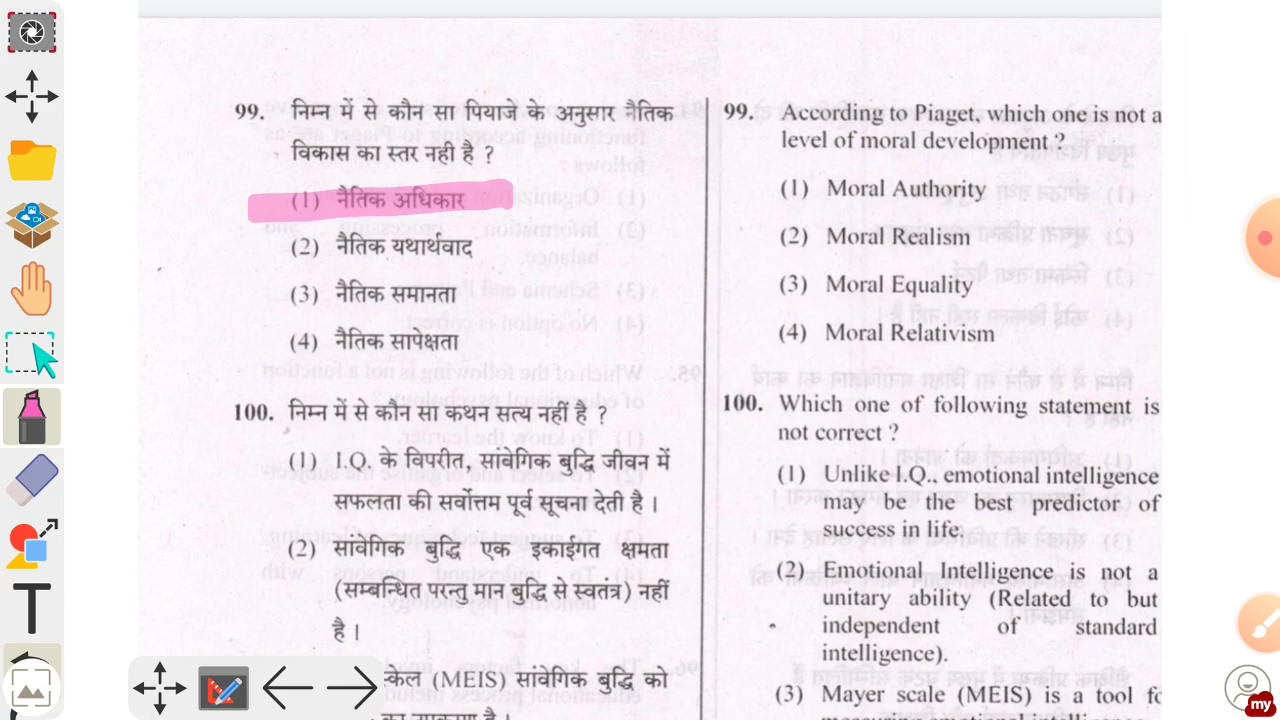 99. निम्न में से कौन सा पियाजे के अनुसार नैतिक
विकास का स्तर नही है ?
(1) नैतिक अधिकार
(2) नैतिक यथार्थवाद
(3) नैतिक समानता
(4) नैतिक सापेक्षता
100. निम्न में से कौन सा कथन सत्य नहीं है ?
(1) I.Q. के विपरीत, सांवेगिक बुद्धि जीवन में
सफलता की सर्वोत्तम पूर्व सूचना देती है ।
(2) सांवेगिक बुद्धि एक इकाईगत क्षमता
(सम्बन्धित परन्तु मान बुद्धि से स्वतंत्र) नहीं
है ।
स्केल (MEIS) सांवेगिक बुद्धि को
का उपकरण है ।
99. According to Piaget, which one is not a
level of moral development ?
(1) Moral Authority
(2) Moral Realism
(3) Moral Equality
(4) Moral Relativism
100. Which one of following statement is
not correct ?
(1) Unlike I.Q., emotional intelligence
may be the best predictor of
success in life.
(2) Emotional Intelligence is not a
unitary ability (Related to but
independent of standard
intelligence).
(3) Mayer scale (MEIS) is a tool
measuring emotional intelligence
T
my